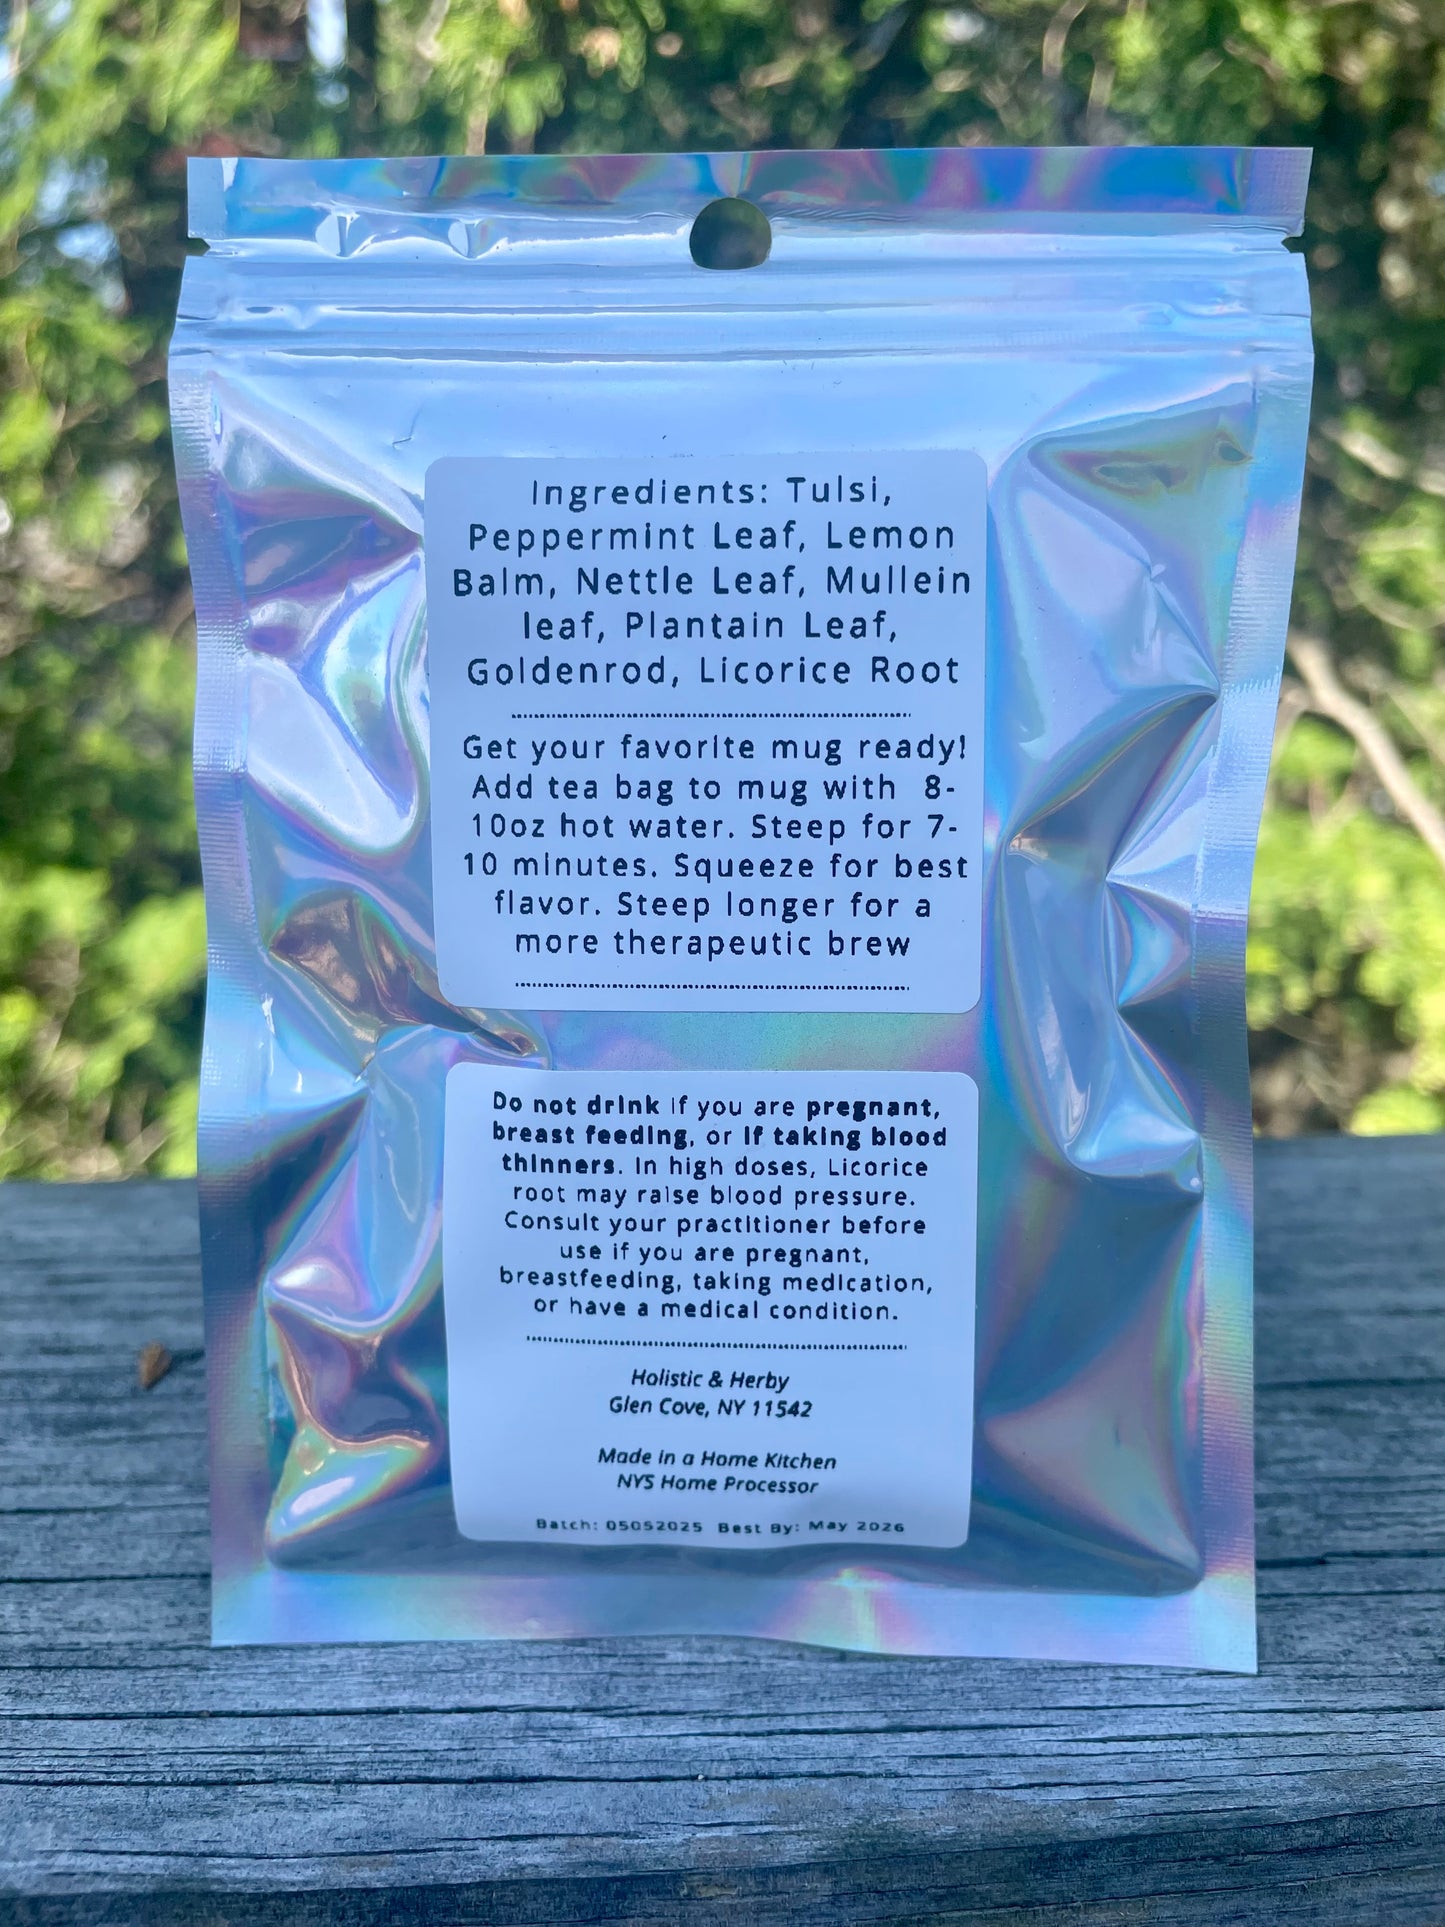 Ingredients: Tulsi,
Peppermint Leaf, Lemon
Balm, Nettle Leaf, Mullein
leaf, Plantain Leaf,
Goldenrod, Licorice Root
Get your favorite mug ready!
Add tea bag to mug with 8-
10oz hot water. Steep for 7-
10 minutes. Squeeze for best
flavor. Steep longer for a
more therapeutic brew
Do not drink if you are pregnant,
breast feeding, or if taking blood
thinners. In high doses, Licorice
root may raise blood pressure.
Consult your practitioner before
use if you are pregnant,
breastfeeding, taking medication,
or have a medical condition.
Holistic & Herby
Glen Cove, NY 11542
Made in a Home Kitchen
NYS Home Processor
Batch: 05052025 Best By: May 2026